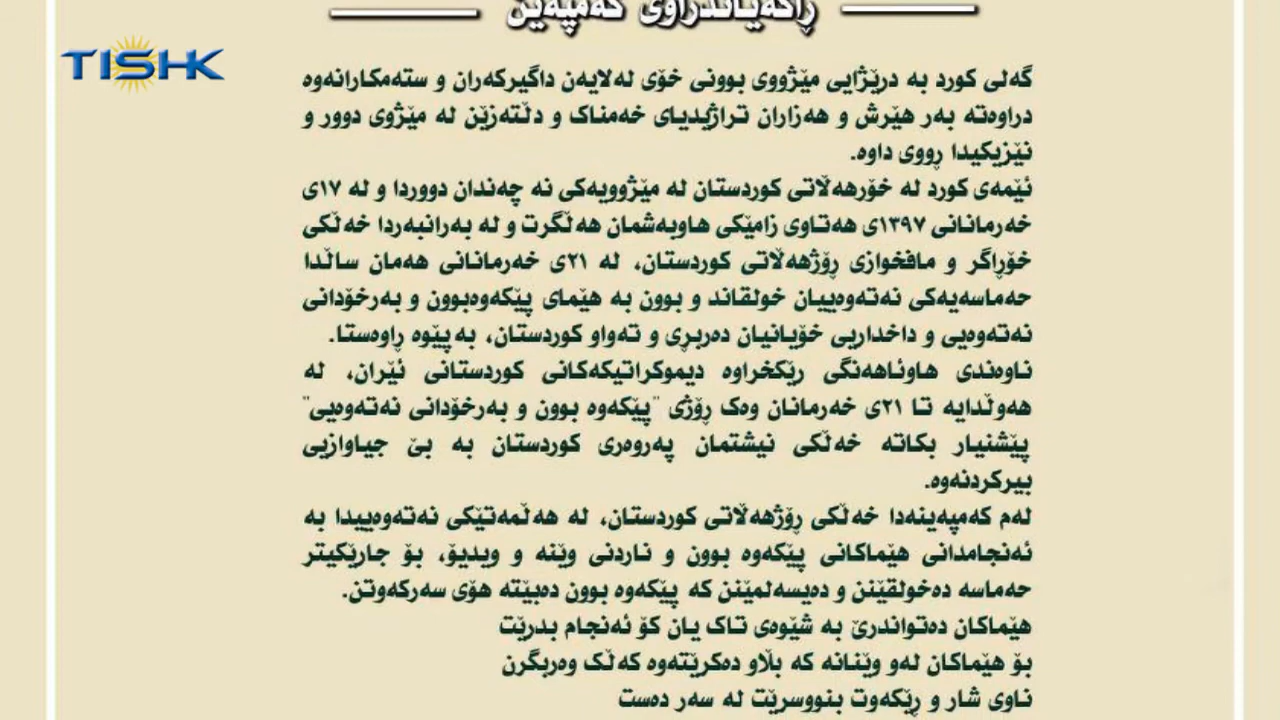 ڕاگەیاندراوی کەمپەین
TISHK
گەلی کورد بە درێژایی مێژووی بوونی خۆی لەلایەن داگیرکەران و ستەمکارانەوە
دراوەتە بەر هێرش و هەزاران تراژیدیای خەمناک و دڵتەزێن لە مێژوی دوور و
نێزیکیدا ڕووی داوە.
ئێمەی کورد لە خۆرهەڵاتی کوردستان لە مێژوویەکی نە چەندان دووردا و لە ١٧ی
خەرمانانی ١٣٩٧ی هەتاوی زامێکی هاوبەشمان هەڵگرت و لە بەرانبەردا خەڵکی
خۆڕاگر و مافخوازی ڕۆژهەڵاتی کوردستان، لە ٢١ی خەرمانانی هەمان ساڵدا
حەماسەیەکی نەتەوەییان خولقاند و بوون بە هێمای پێکەوەبوون و بەرخۆدانی
نەتەوەیی و داخداریی خۆیانیان دەربڕی و تەواو کوردستان، بەپێوە ڕاوەستا.
ناوەندی هاوئاهەنگی رێکخراوە دیموکراتیکەکانی کوردستانی ئێران، لە
هەوڵدایە تا ٢١ی خەرمانان وەک ڕۆژی "پێکەوە بوون و بەرخۆدانی نەتەوەیی"
پێشنیار بکاتە خەڵکی نیشتمان پەروەری کوردستان بە بێ جیاوازیی
بیرکردنەوە.
لەم کەمپەینەدا خەڵکی ڕۆژهەڵاتی کوردستان، لە هەڵمەتێکی نەتەوەییدا بە
ئەنجامدانی هێماکانی پێکەوە بوون و ناردنی وێنە و ویدیۆ، بۆ جارێکیتر
حەماسە دەخولقێنن و دەیسەلمێنن کە پێکەوە بوون دەبێتە هۆی سەرکەوتن.
هێماکان دەتواندرێ بە شێوەی تاک یان کۆ ئەنجام بدرێت
بۆ هێماکان لەو وێنانە کە بڵاو دەکرێتەوە کەڵک وەربگرن
ناوی شار و ڕێکەوت بنووسرێت لە سەر دەست